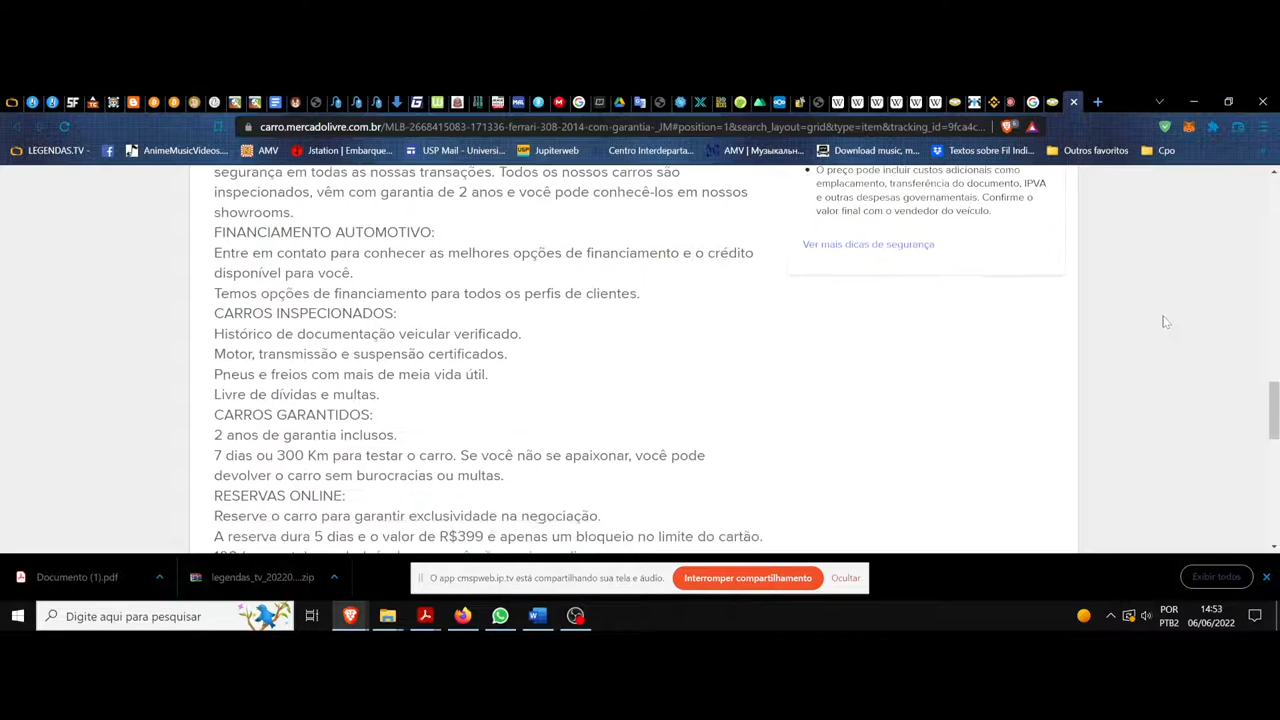 carro.mercadolivre.com.br/MLB-2668415083-171336-ferrari-308-2014-com-garantia-_JM#position=1&search_layout=grid&type=item&tracking_id=9fca4c...
LEGENDAS.TV - AnimeMusicVideos... AMV Jstation | Embarque... USP Mail - Universi... Jupiterweb Centro Interdeparta... AMV | Музыкальн... Download music, m... Textos sobre Fil Indi... Outros favoritos Cpo
segurança em todas as nossas transações. Todos os nossos carros são
inspecionados, vêm com garantia de 2 anos e você pode conhecê-los em nossos
showrooms.
FINANCIAMENTO AUTOMOTIVO:
Entre em contato para conhecer as melhores opções de financiamento e o crédito
disponível para você.
Temos opções de financiamento para todos os perfis de clientes.
CARROS INSPECIONADOS:
Histórico de documentação veicular verificado.
Motor, transmissão e suspensão certificados.
Pneus e freios com mais de meia vida útil.
Livre de dívidas e multas.
CARROS GARANTIDOS:
2 anos de garantia inclusos.
7 dias ou 300 Km para testar o carro. Se você não se apaixonar, você pode
devolver o carro sem burocracias ou multas.
RESERVAS ONLINE:
Reserve o carro para garantir exclusividade na negociação.
A reserva dura 5 dias e o valor de R$399 e apenas um bloqueio no limite do cartão.
O preço pode incluir custos adicionais como
emplacamento, transferência do documento, IPVA
e outras despesas governamentais. Confirme o
valor final com o vendedor do veículo.
Ver mais dicas de segurança
Documento (1).pdf
legendas_tv_20220....zip
O app cmspweb.ip.tv está compartilhando sua tela e áudio.
Interromper compartilhamento
Ocultar
Exibir todos
Digite aqui para pesquisar
POR
PTB2
14:53
06/06/2022